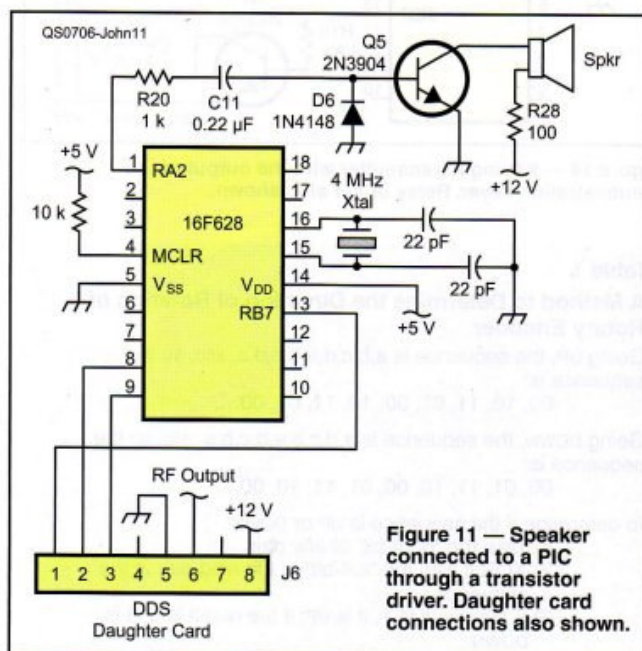 QS0706-John11
Q5
2N3904
Spkr
R20
1 k
C11
0.22 µF
D6
1N4148
R28
100
+12 V
+5 V
10 k
1
2
3
4
5
6
7
8
9
RA2
16F628
MCLR
VSS
VDD
RB7
18
17
16
15
14
13
12
11
10
4 MHz
Xtal
22 pF
22 pF
+5 V
RF Output
+12 V
1 2 3 4 5 6 7 8
J6
DDS
Daughter Card
Figure 11 — Speaker
connected to a PIC
through a transistor
driver. Daughter card
connections also shown.